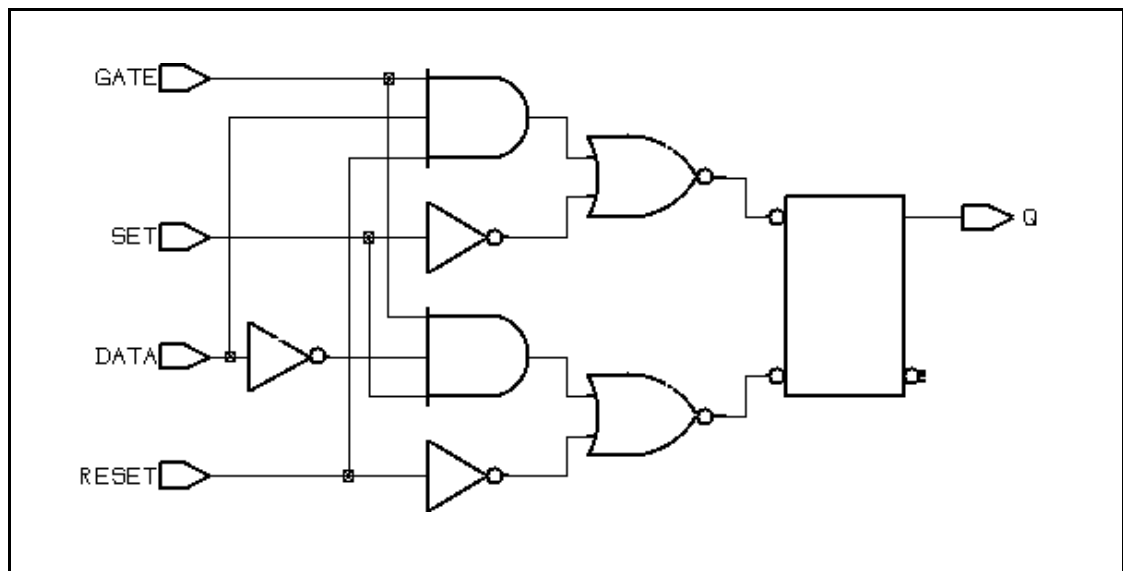 GATE
SET
DATA
RESET
Q